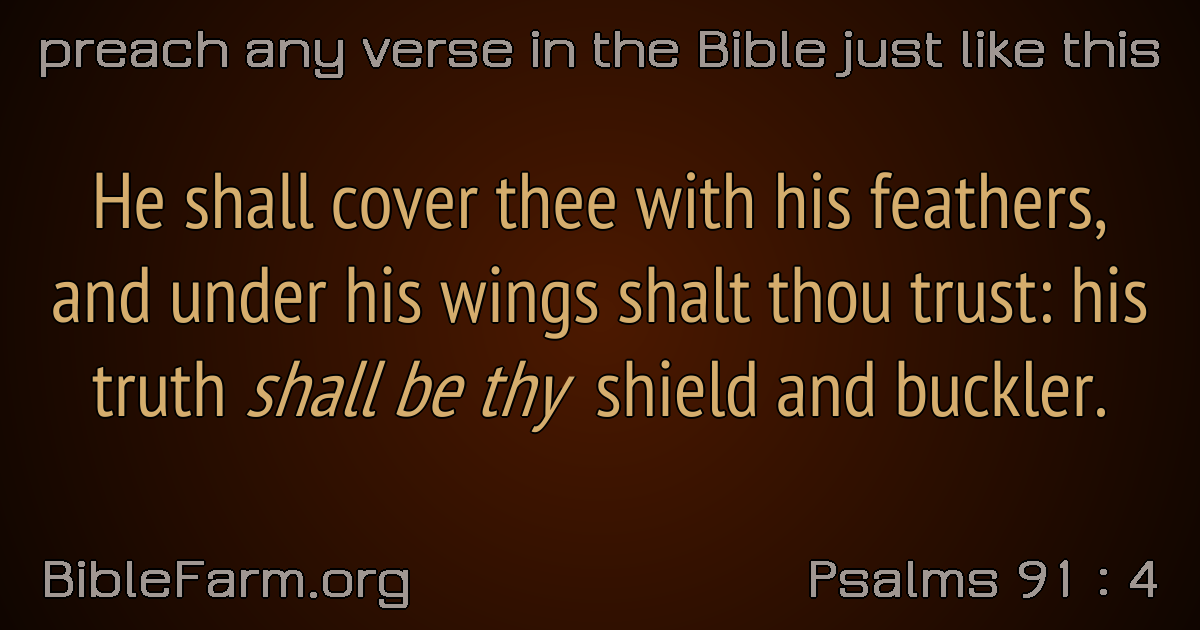 preach any verse in the Bible just like this
He shall cover thee with his feathers,
and under his wings shalt thou trust: his
truth shall be thy shield and buckler.
BibleFarm.org
Psalms 91 : 4